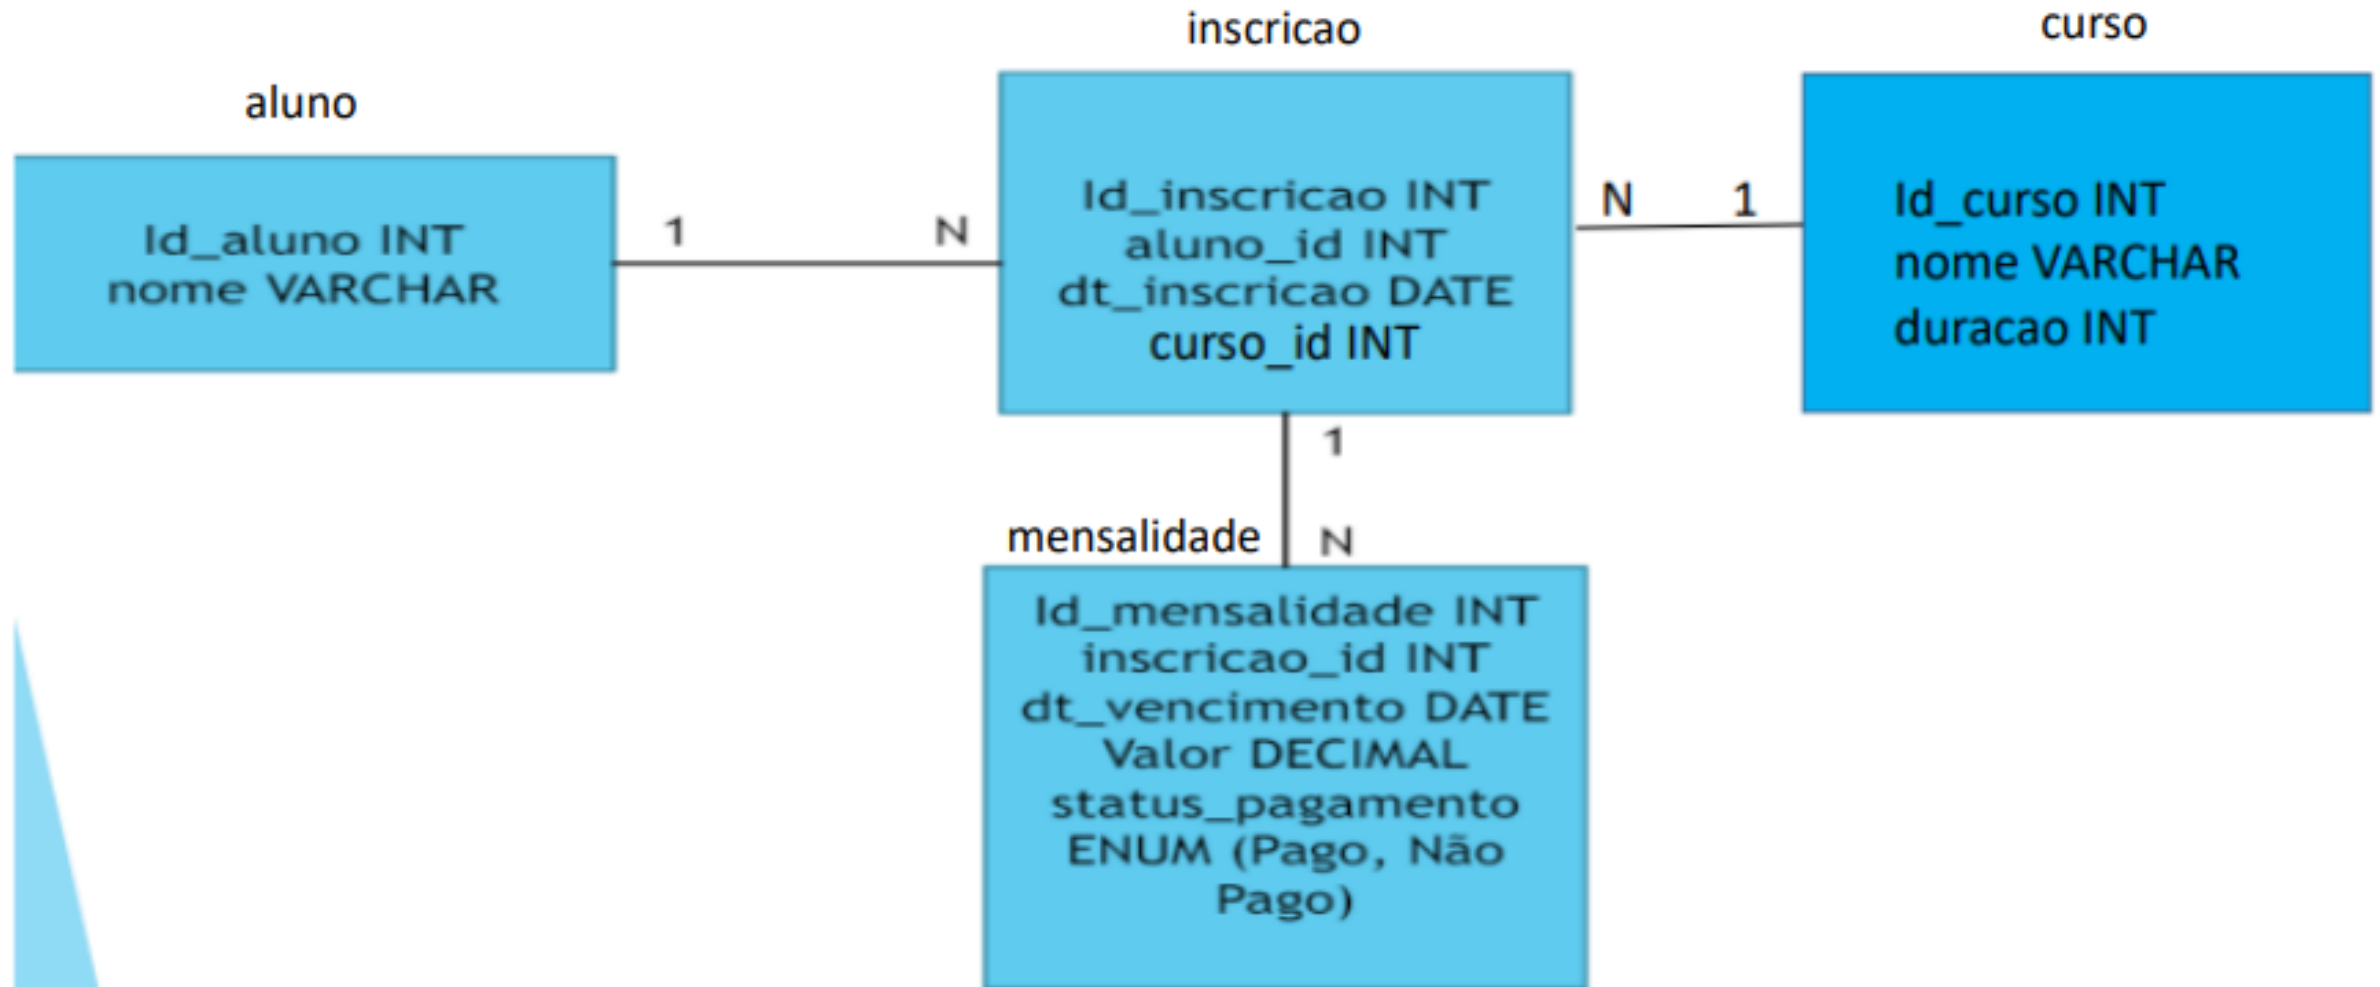 aluno
Id_aluno INT
nome VARCHAR
1
N
inscricao
Id_inscricao INT
aluno_id INT
dt_inscricao DATE
curso_id INT
N
1
curso
Id_curso INT
nome VARCHAR
duracao INT
1
N
mensalidade
Id_mensalidade INT
inscricao_id INT
dt_vencimento DATE
Valor DECIMAL
status_pagamento
ENUM (Pago, Não
Pago)